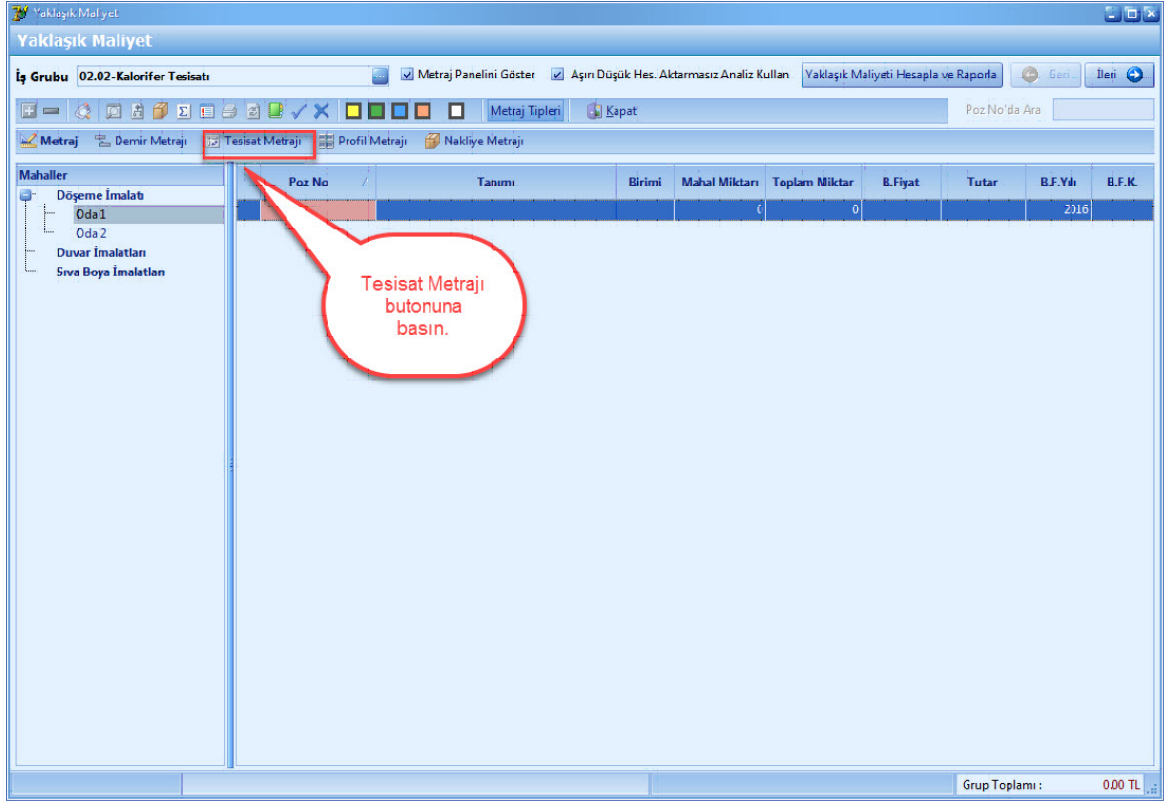 Yaklaşık Maliyet
Yaklaşık Maliyet
İş Grubu 02.02-Kalorifer Tesisatı Metraj Panelini Göster Aşırı Düşük Hes. Aktarmasız Analiz Kullan Yaklaşık Maliyeti Hesapla ve Raporla Geri İleri
Metraj Tipleri Kapat Poz No'da Ara
Metraj Demir Metrajı Tesisat Metrajı Profil Metrajı Nakliye Metrajı
Mahaller
Döşeme İmalatı
Oda1
Oda2
Duvar İmalatları
Sıva Boya İmalatları
Poz No Tanımı Birimi Mahal Miktarı Toplam Miktar B.Fiyat Tutar B.F.Yılı B.F.K.
0 0 2016
Tesisat Metrajı
butonuna
basın.
Grup Toplamı : 0.00 TL